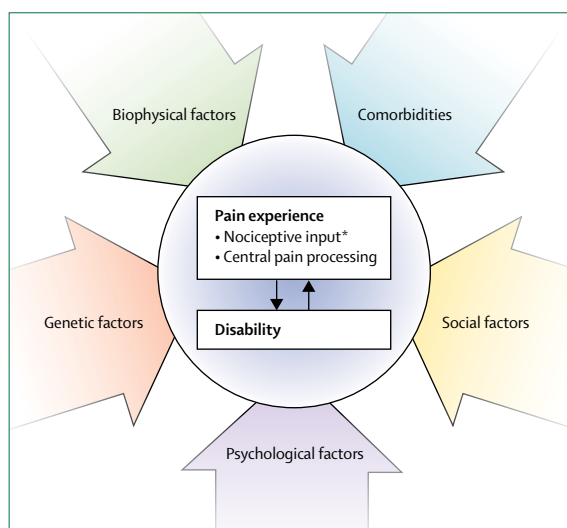 Biophysical factors
Comorbidities
Pain experience
• Nociceptive input*
• Central pain processing
Genetic factors
Social factors
Disability
Psychological factors